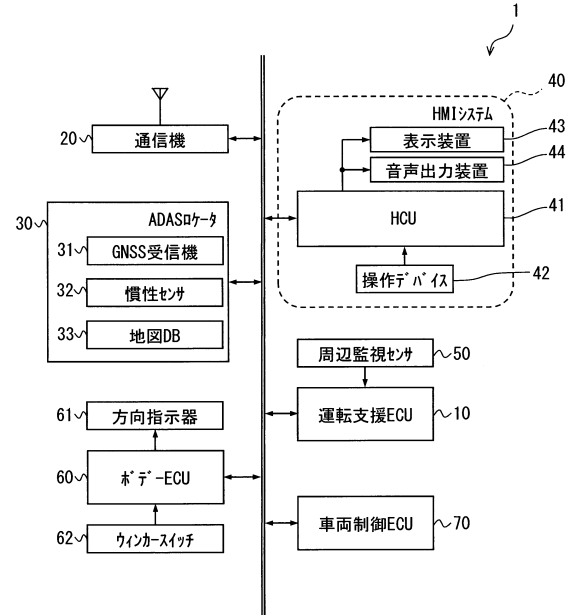 1
40
HMIシステム
20
通信機
表示装置
43
音声出力装置
44
30
ADASロケータ
31
GNSS受信機
32
慣性センサ
33
地図DB
HCU
41
操作デバイス
42
周辺監視センサ
50
運転支援ECU
10
61
方向指示器
60
ボデーECU
62
ウィンカースイッチ
車両制御ECU
70